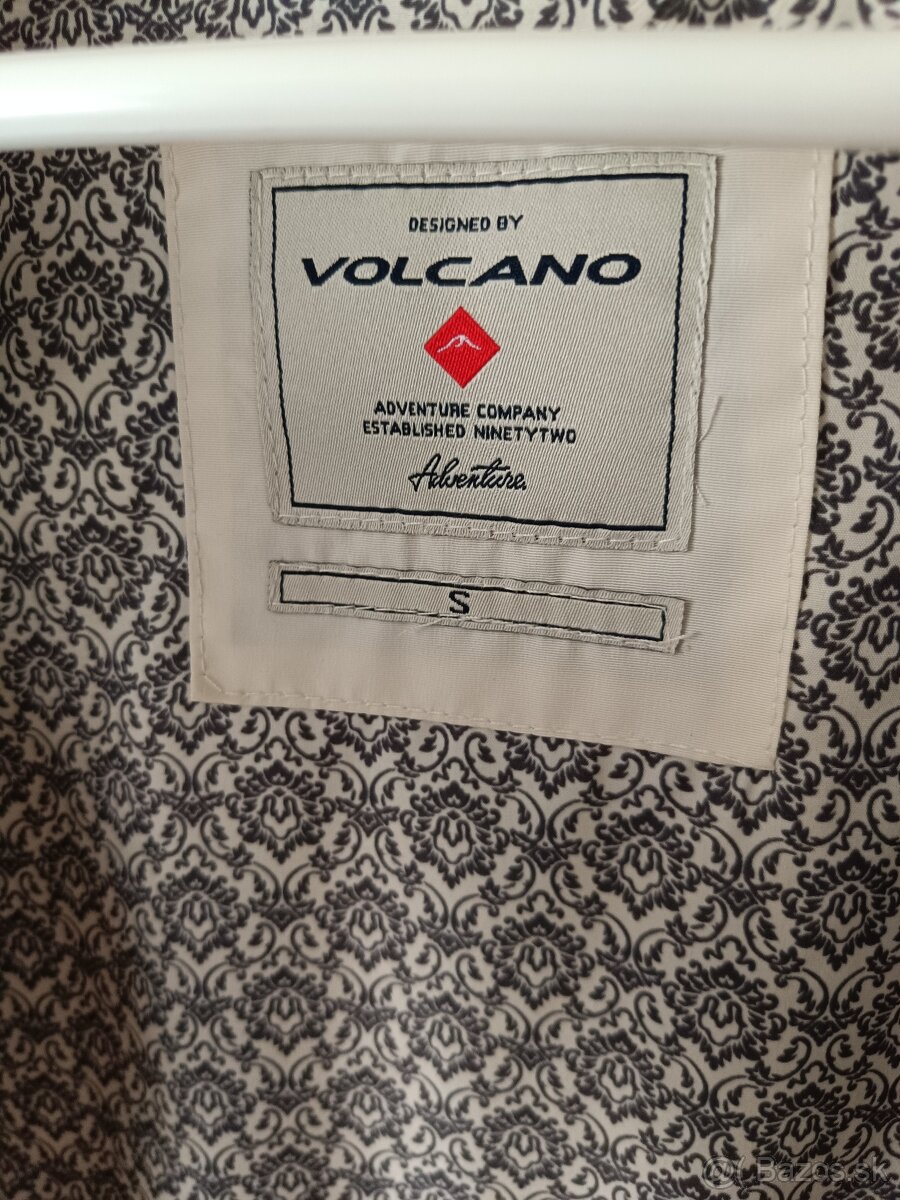 DESIGNED BY
VOLCANO
ADVENTURE COMPANY
ESTABLISHED NINETYTWO
Adventure.
S
Bazos.sk